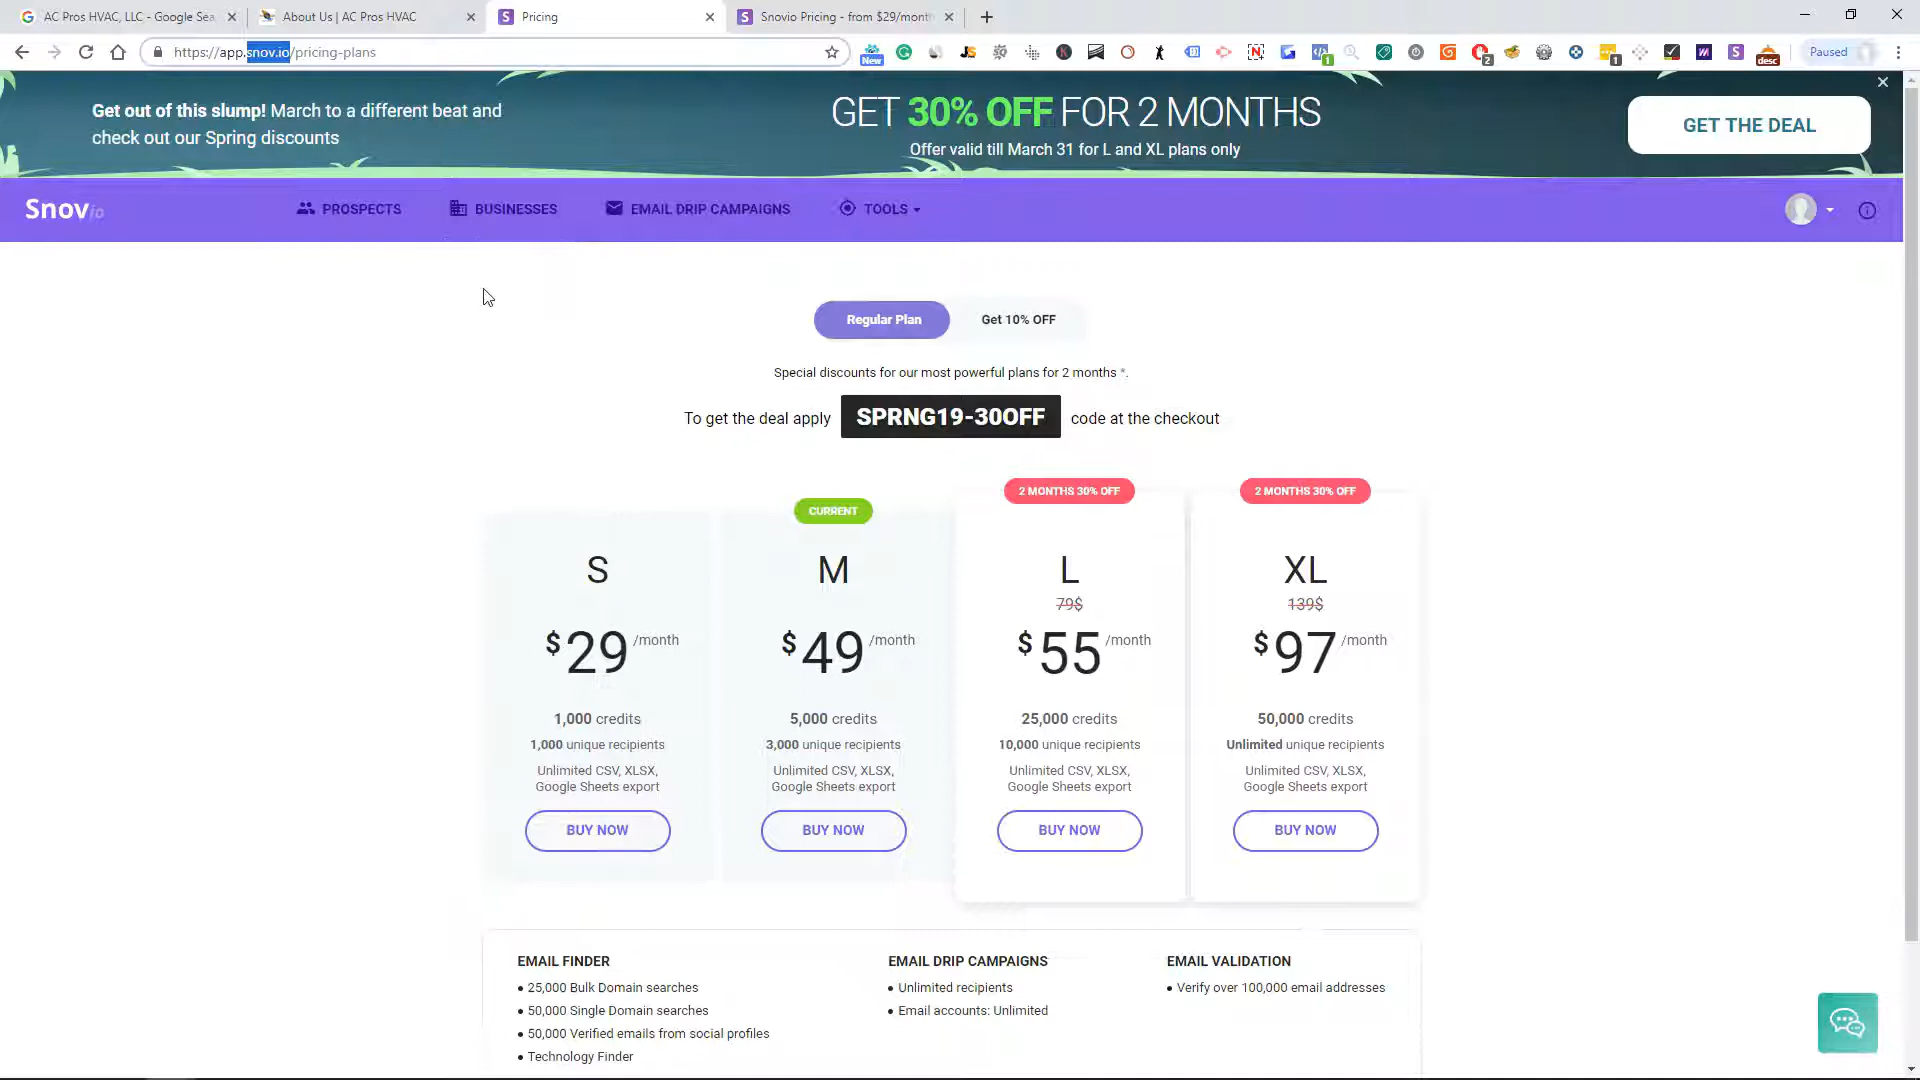 AC Pros HVAC, LLC - Google Sea
About Us | AC Pros HVAC
Pricing
Snovio Pricing - from $29/month
https://app.snov.io/pricing-plans
New
1
2
1
desc
Paused
Get out of this slump! March to a different beat and
check out our Spring discounts
GET 30% OFF FOR 2 MONTHS
Offer valid till March 31 for L and XL plans only
GET THE DEAL
Snovio
PROSPECTS
BUSINESSES
EMAIL DRIP CAMPAIGNS
TOOLS
Regular Plan
Get 10% OFF
Special discounts for our most powerful plans for 2 months *.
To get the deal apply SPRNG19-30OFF code at the checkout
CURRENT
2 MONTHS 30% OFF
2 MONTHS 30% OFF
S
$29/month
1,000 credits
1,000 unique recipients
Unlimited CSV, XLSX,
Google Sheets export
BUY NOW
M
$49/month
5,000 credits
3,000 unique recipients
Unlimited CSV, XLSX,
Google Sheets export
BUY NOW
L
79$
$55/month
25,000 credits
10,000 unique recipients
Unlimited CSV, XLSX,
Google Sheets export
BUY NOW
XL
139$
$97/month
50,000 credits
Unlimited unique recipients
Unlimited CSV, XLSX,
Google Sheets export
BUY NOW
EMAIL FINDER
• 25,000 Bulk Domain searches
• 50,000 Single Domain searches
• 50,000 Verified emails from social profiles
• Technology Finder
EMAIL DRIP CAMPAIGNS
• Unlimited recipients
• Email accounts: Unlimited
EMAIL VALIDATION
• Verify over 100,000 email addresses